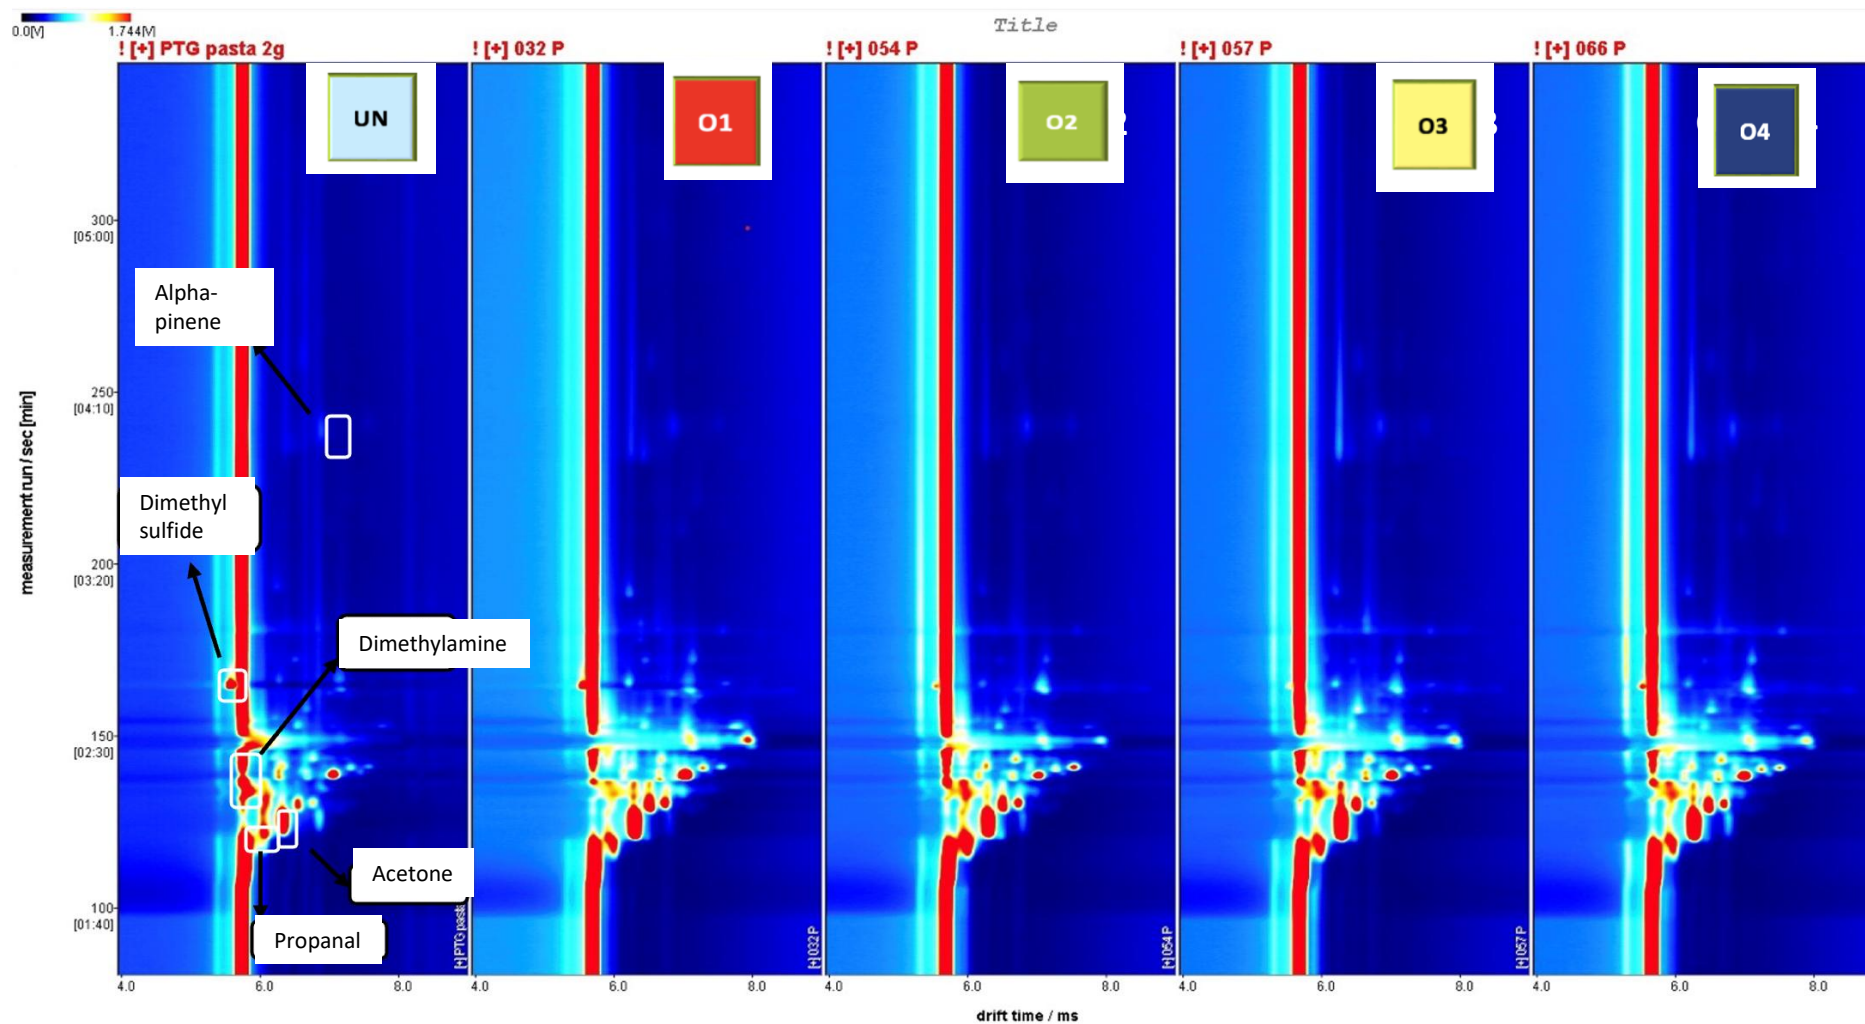 Title
0.0[V]
1.744[V]
! [+] PTG pasta 2g
! [+] 032 P
! [+] 054 P
! [+] 057 P
! [+] 066 P
UN
O1
O2
O3
O4
300
[05:00]
Alpha-
pinene
250
[04:10]
Dimethyl
sulfide
200
[03:20]
Dimethylamine
150
[02:30]
Acetone
100
[01:40]
Propanal
measurement run / sec [min]
[+] PTG pasta
[+] 032 P
[+] 054 P
[+] 057 P
4.0 6.0 8.0
4.0 6.0 8.0
4.0 6.0 8.0
4.0 6.0 8.0
4.0 6.0 8.0
drift time / ms